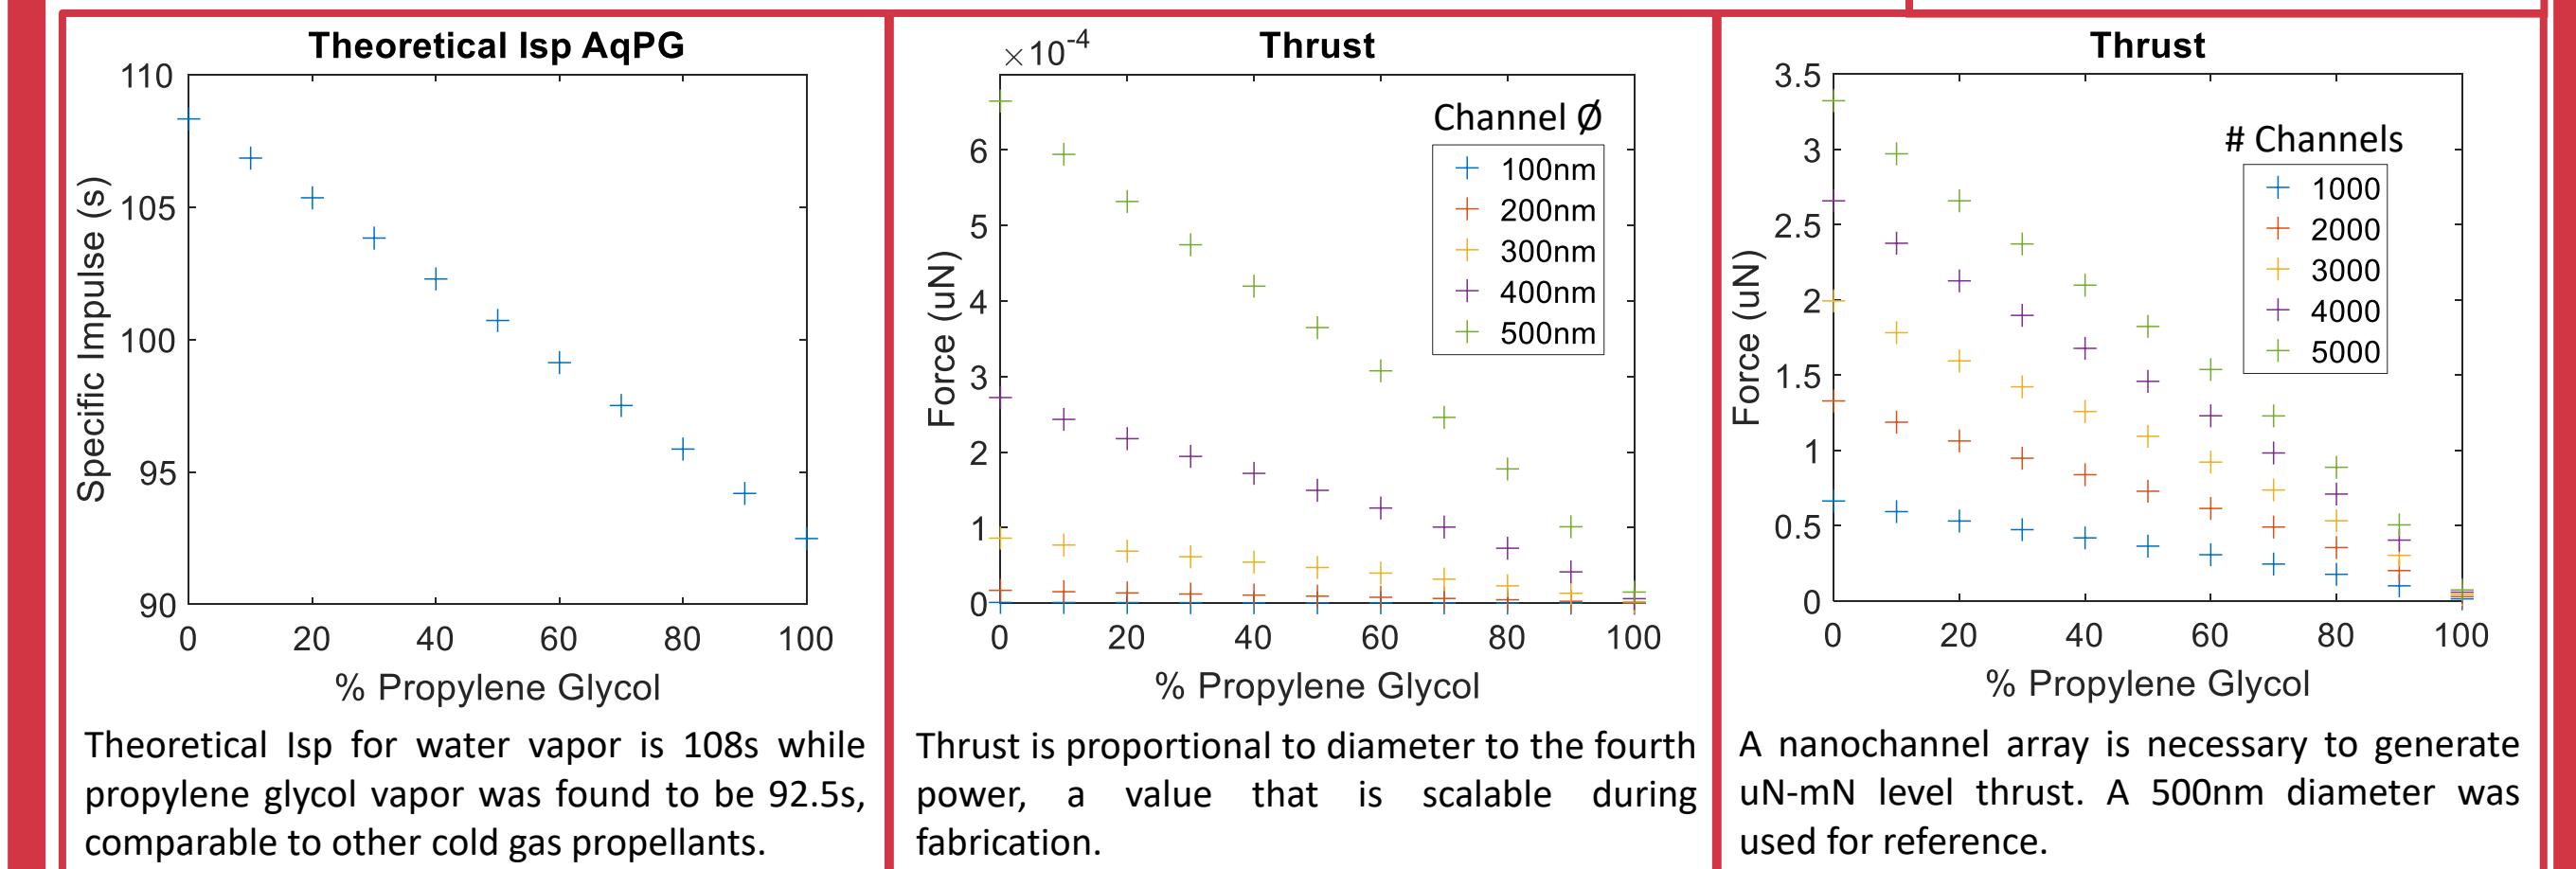 Theoretical Isp AqPG
110
105
100
95
90
Specific Impulse (s)
0 20 40 60 80 100
% Propylene Glycol
Theoretical Isp for water vapor is 108s while
propylene glycol vapor was found to be 92.5s,
comparable to other cold gas propellants.
×10⁻⁴
Thrust
6
5
4
3
2
1
0
Force (uN)
Channel Ø
100nm
200nm
300nm
400nm
500nm
0 20 40 60 80 100
% Propylene Glycol
Thrust is proportional to diameter to the fourth
power, a value that is scalable during
fabrication.
Thrust
3.5
3
2.5
2
1.5
1
0.5
0
Force (uN)
# Channels
1000
2000
3000
4000
5000
0 20 40 60 80 100
% Propylene Glycol
A nanochannel array is necessary to generate
uN-mN level thrust. A 500nm diameter was
used for reference.